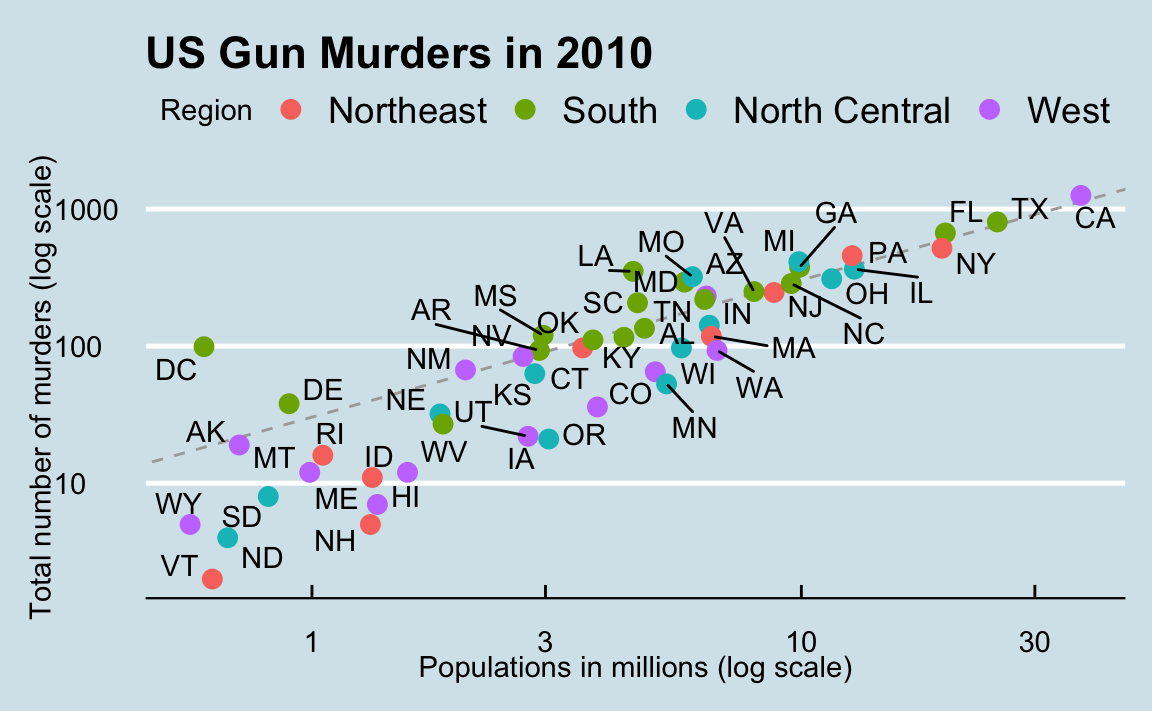 US Gun Murders in 2010
Region Northeast South North Central West
Total number of murders (log scale)
1000
100
10
GA
FL TX
CA
VA
MO MI
LA AZ PA NY
MD OH IL
MS SC
AR TN IN NJ
NV OK AL NC
NM KY MA
DC CT WI
DE KS CO WA
NE UT
AK RI MN
MT ID WV IA OR
WY ME HI
SD
NH
VT ND
1 3 10 30
Populations in millions (log scale)